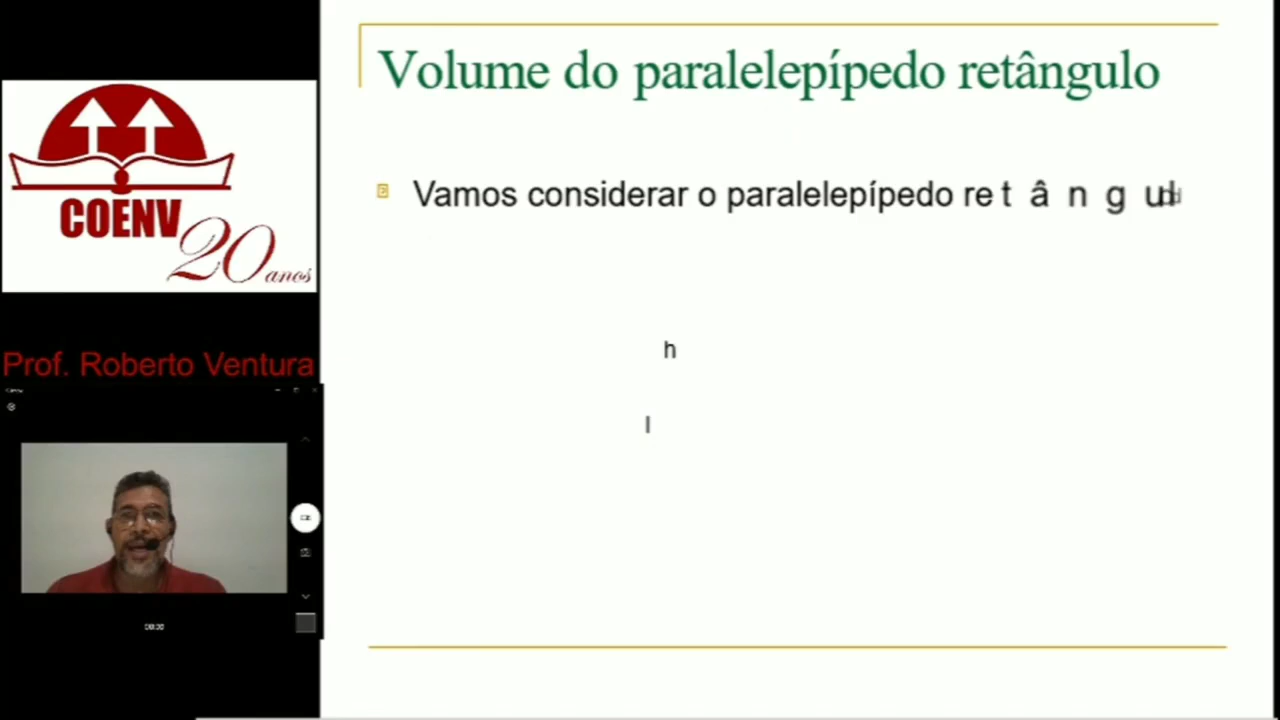 Volume do paralelepípedo retângulo
Vamos considerar o paralelepípedo re t â n g u
h
l
COENV
20 anos
Prof. Roberto Ventura